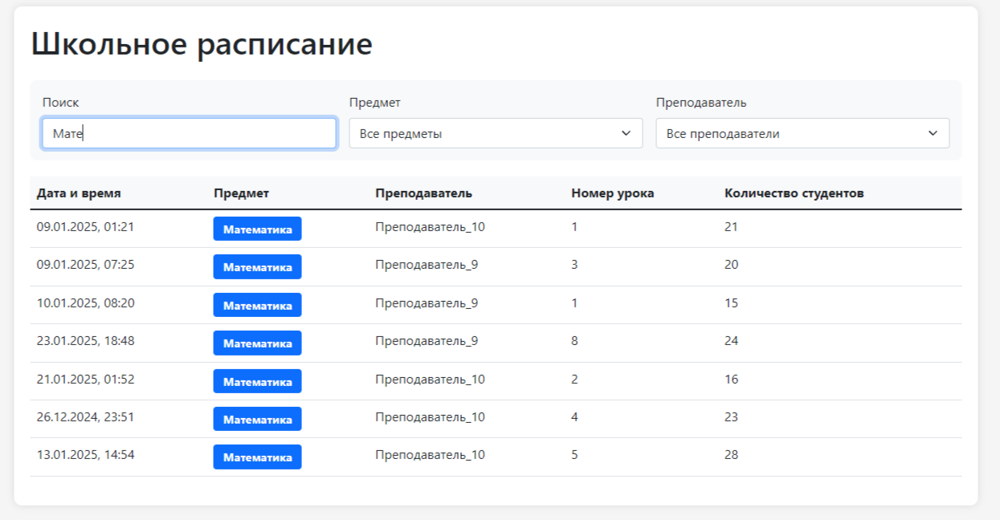 Школьное расписание
Поиск Предмет Преподаватель
Мате Все предметы Все преподаватели
Дата и время Предмет Преподаватель Номер урока Количество студентов
09.01.2025, 01:21 Математика Преподаватель_10 1 21
09.01.2025, 07:25 Математика Преподаватель_9 3 20
10.01.2025, 08:20 Математика Преподаватель_9 1 15
23.01.2025, 18:48 Математика Преподаватель_9 8 24
21.01.2025, 01:52 Математика Преподаватель_10 2 16
26.12.2024, 23:51 Математика Преподаватель_10 4 23
13.01.2025, 14:54 Математика Преподаватель_10 5 28